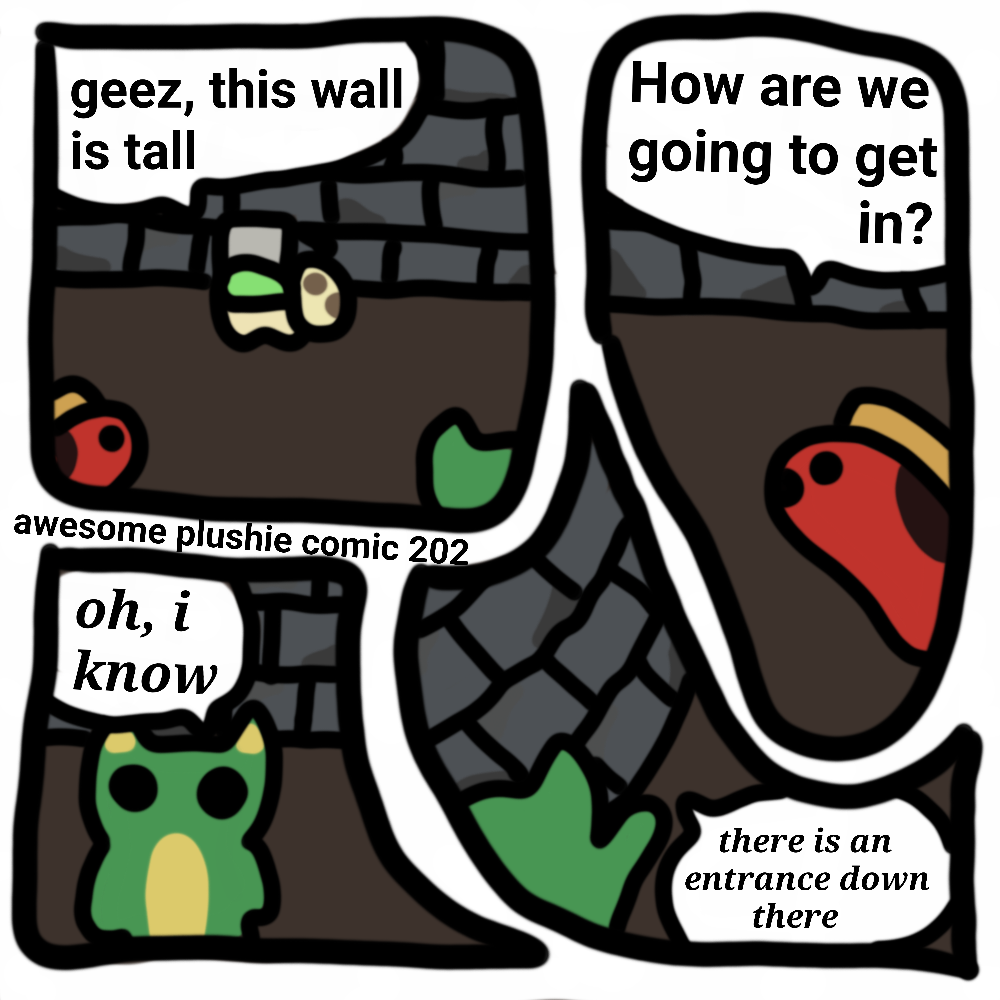 geez, this wall
is tall
How are we
going to get
in?
awesome plushie comic 202
oh, i
know
there is an
entrance down
there